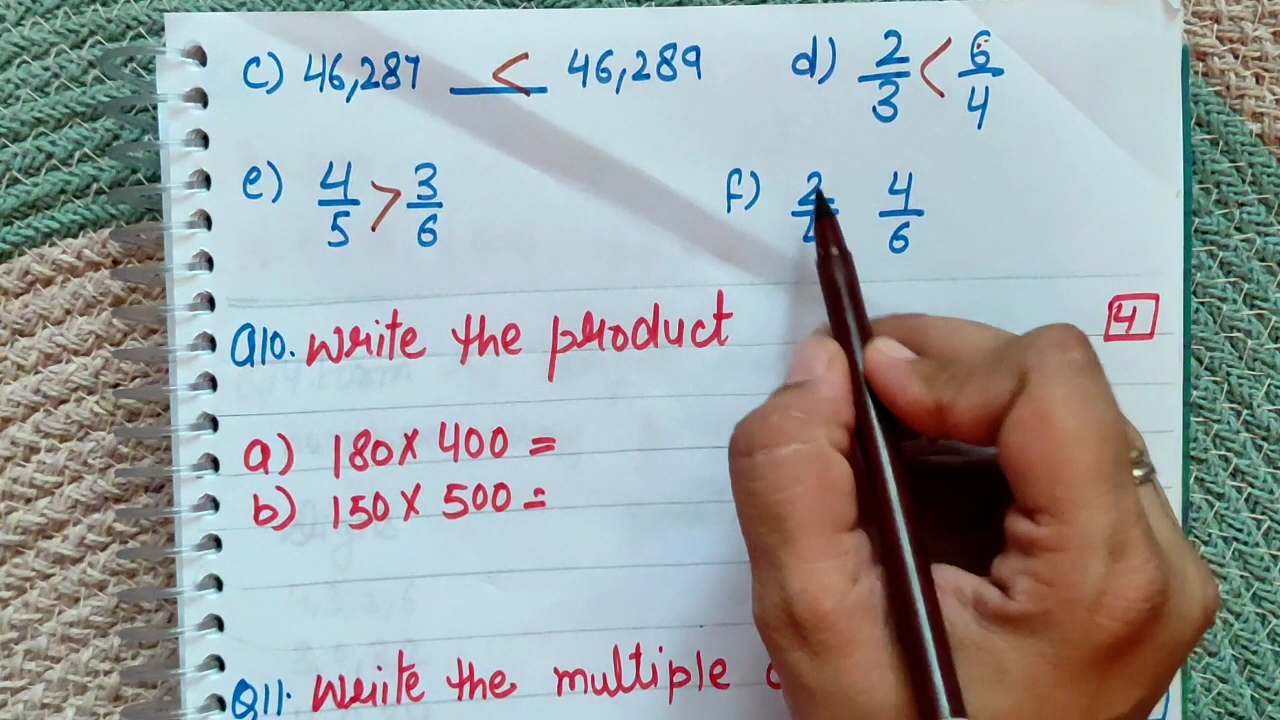 c) 46,287 < 46,289 d) 2/3 < 6/4
e) 4/5 > 3/6 f) 2/ 4/6
Q10. Write the product 4
a) 180 x 400 =
b) 150 x 500 =
Q11. Write the multiple